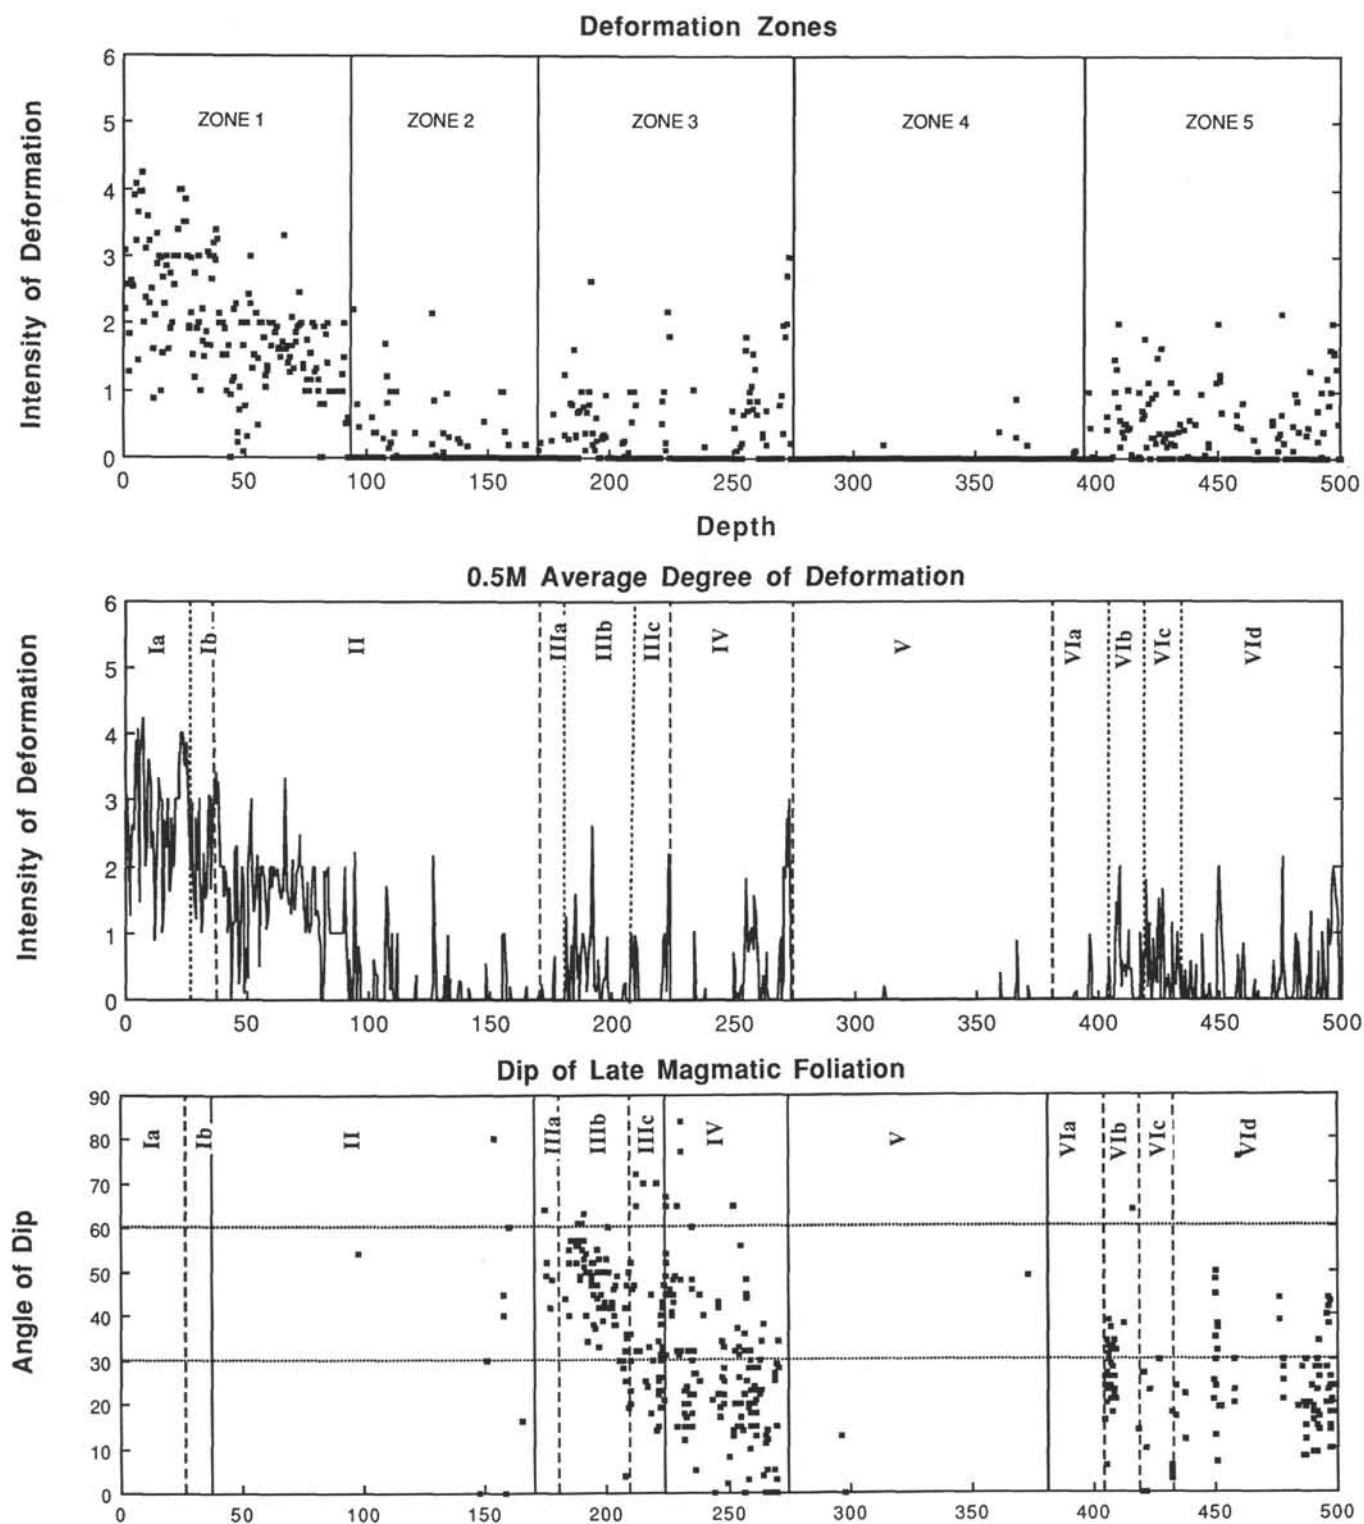 Deformation Zones
Intensity of Deformation
6
5
4
3
2
1
0
ZONE 1 ZONE 2 ZONE 3 ZONE 4 ZONE 5
0 50 100 150 200 250 300 350 400 450 500
Depth
0.5M Average Degree of Deformation
Intensity of Deformation
6
5
4
3
2
1
0
Ia Ib II IIIa IIIb IIIc IV V VIa VIb VIc VId
0 50 100 150 200 250 300 350 400 450 500
Dip of Late Magmatic Foliation
Angle of Dip
90
80
70
60
50
40
30
20
10
0
Ia Ib II IIIa IIIb IIIc IV V VIa VIb VIc VId
0 50 100 150 200 250 300 350 400 450 500